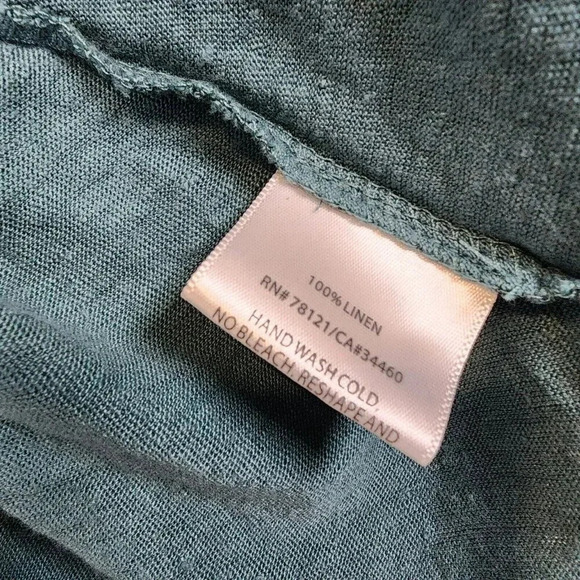 100% LINEN
RN# 78121/CA#34460
HAND WASH COLD,
NO BLEACH, RESHAPE AND